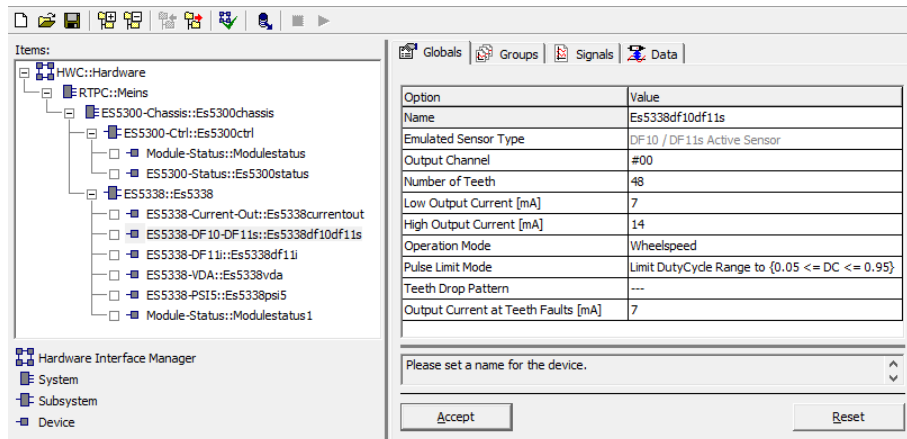 Items:
HWC::Hardware
RTPC::Meins
ES5300-Chassis::Es5300chassis
ES5300-Ctrl::Es5300ctrl
Module-Status::Modulestatus
ES5300-Status::Es5300status
ES5338::Es5338
ES5338-Current-Out::Es5338currentout
ES5338-DF10-DF11s::Es5338df10df11s
ES5338-DF11i::Es5338df11i
ES5338-VDA::Es5338vda
ES5338-PSI5::Es5338psi5
Module-Status::Modulestatus1
Hardware Interface Manager
System
Subsystem
Device
Globals Groups Signals Data
Option Value
Name Es5338df10df11s
Emulated Sensor Type DF10 / DF11s Active Sensor
Output Channel #00
Number of Teeth 48
Low Output Current [mA] 7
High Output Current [mA] 14
Operation Mode Wheelspeed
Pulse Limit Mode Limit DutyCycle Range to {0.05 <= DC <= 0.95}
Teeth Drop Pattern ---
Output Current at Teeth Faults [mA] 7
Please set a name for the device.
Accept Reset